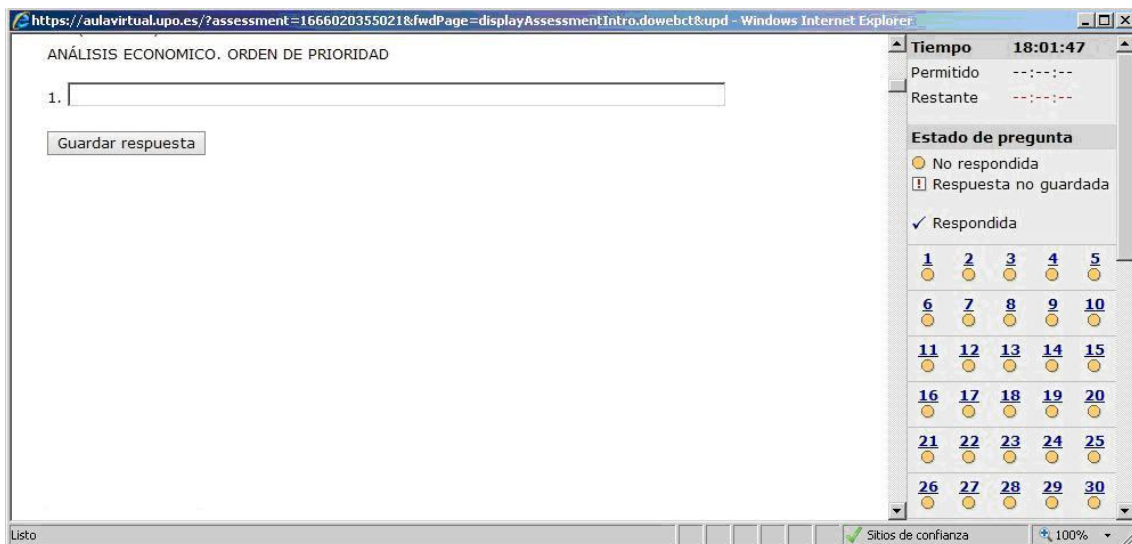 https://aulavirtual.upo.es/?assessment=1666020355021&fwdPage=displayAssessmentIntro.dowebct&upd - Windows Internet Explorer
ANÁLISIS ECONOMICO. ORDEN DE PRIORIDAD
1.
Guardar respuesta
Tiempo 18:01:47
Permitido --:--:--
Restante --:--:--
Estado de pregunta
No respondida
! Respuesta no guardada
✓ Respondida
1 2 3 4 5
6 7 8 9 10
11 12 13 14 15
16 17 18 19 20
21 22 23 24 25
26 27 28 29 30
Listo Sitios de confianza 100%